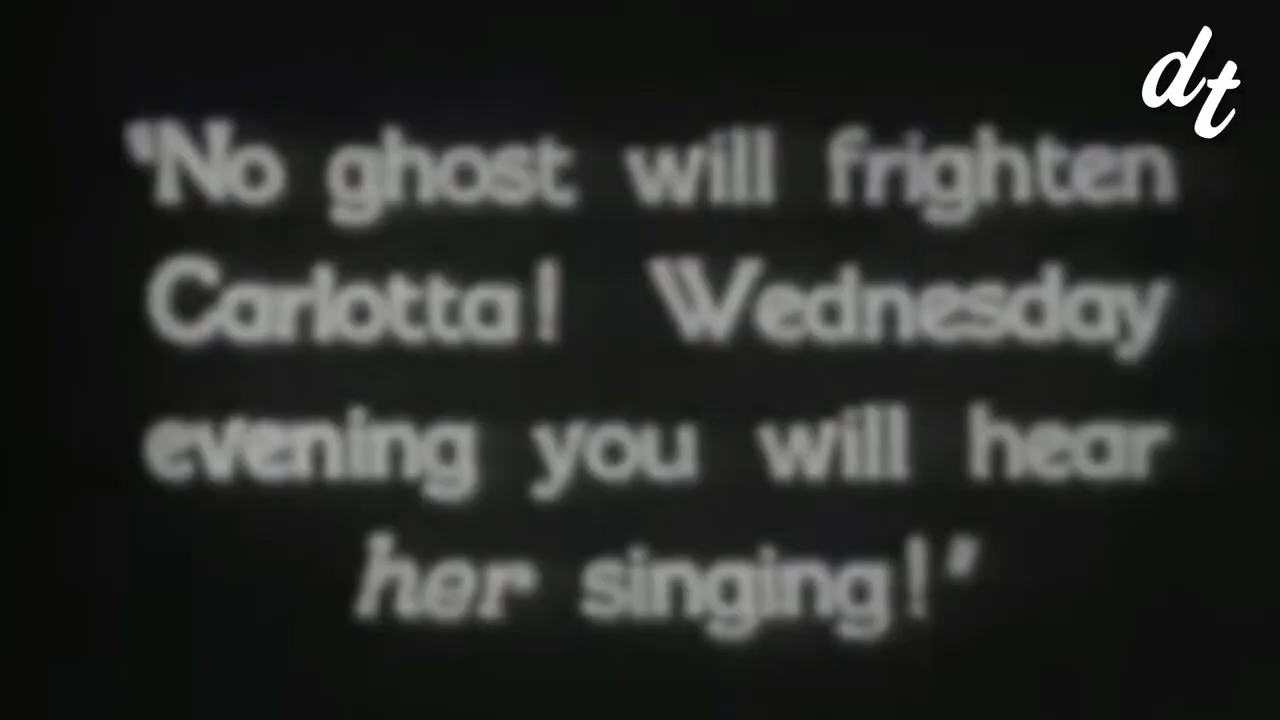 dt
"No ghost will frighten
Carlotta! Wednesday
evening you will hear
her singing!"